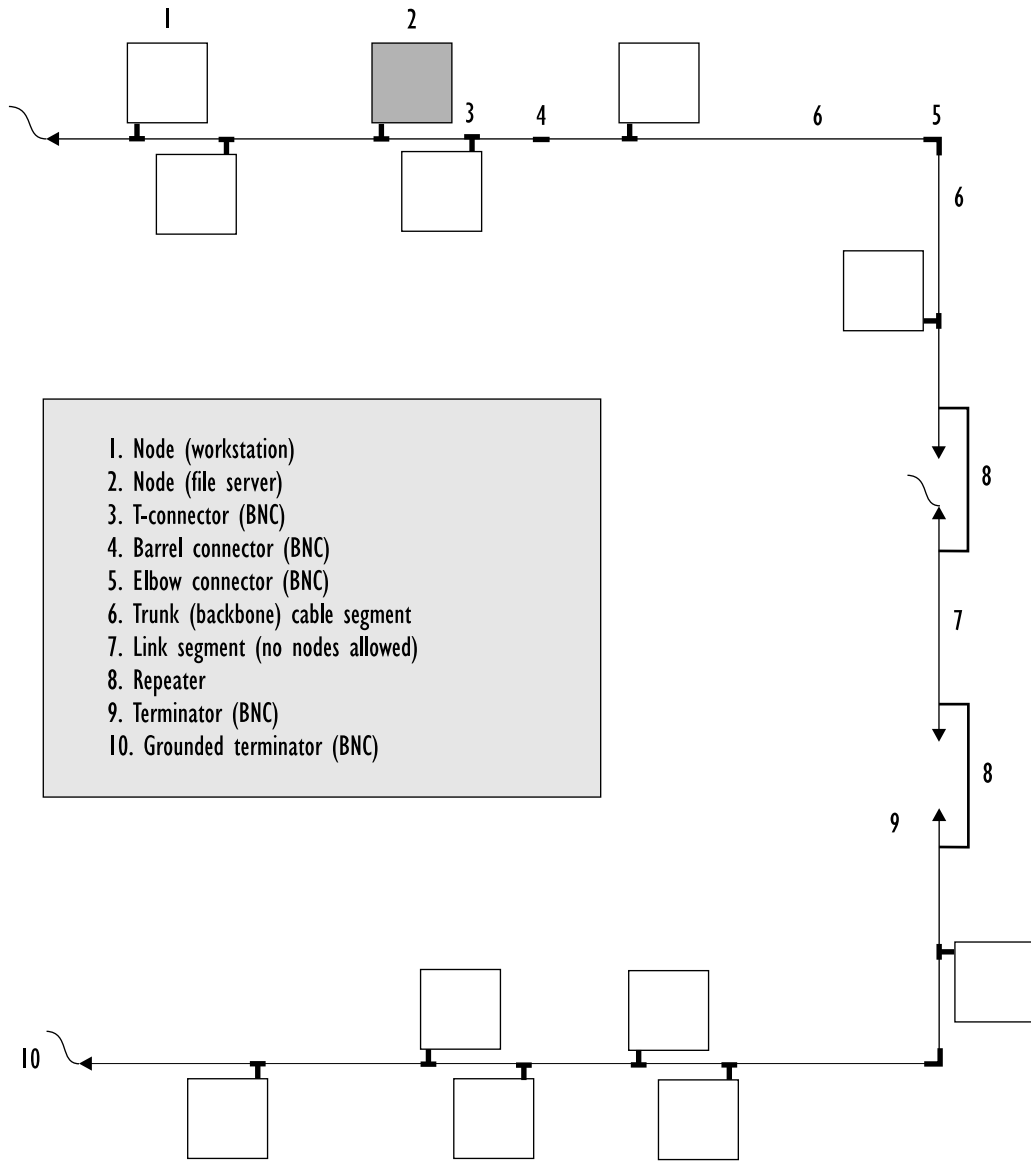 1
2
3
4
6
5
6
1. Node (workstation)
2. Node (file server)
3. T-connector (BNC)
4. Barrel connector (BNC)
5. Elbow connector (BNC)
6. Trunk (backbone) cable segment
7. Link segment (no nodes allowed)
8. Repeater
9. Terminator (BNC)
10. Grounded terminator (BNC)
8
7
8
9
10